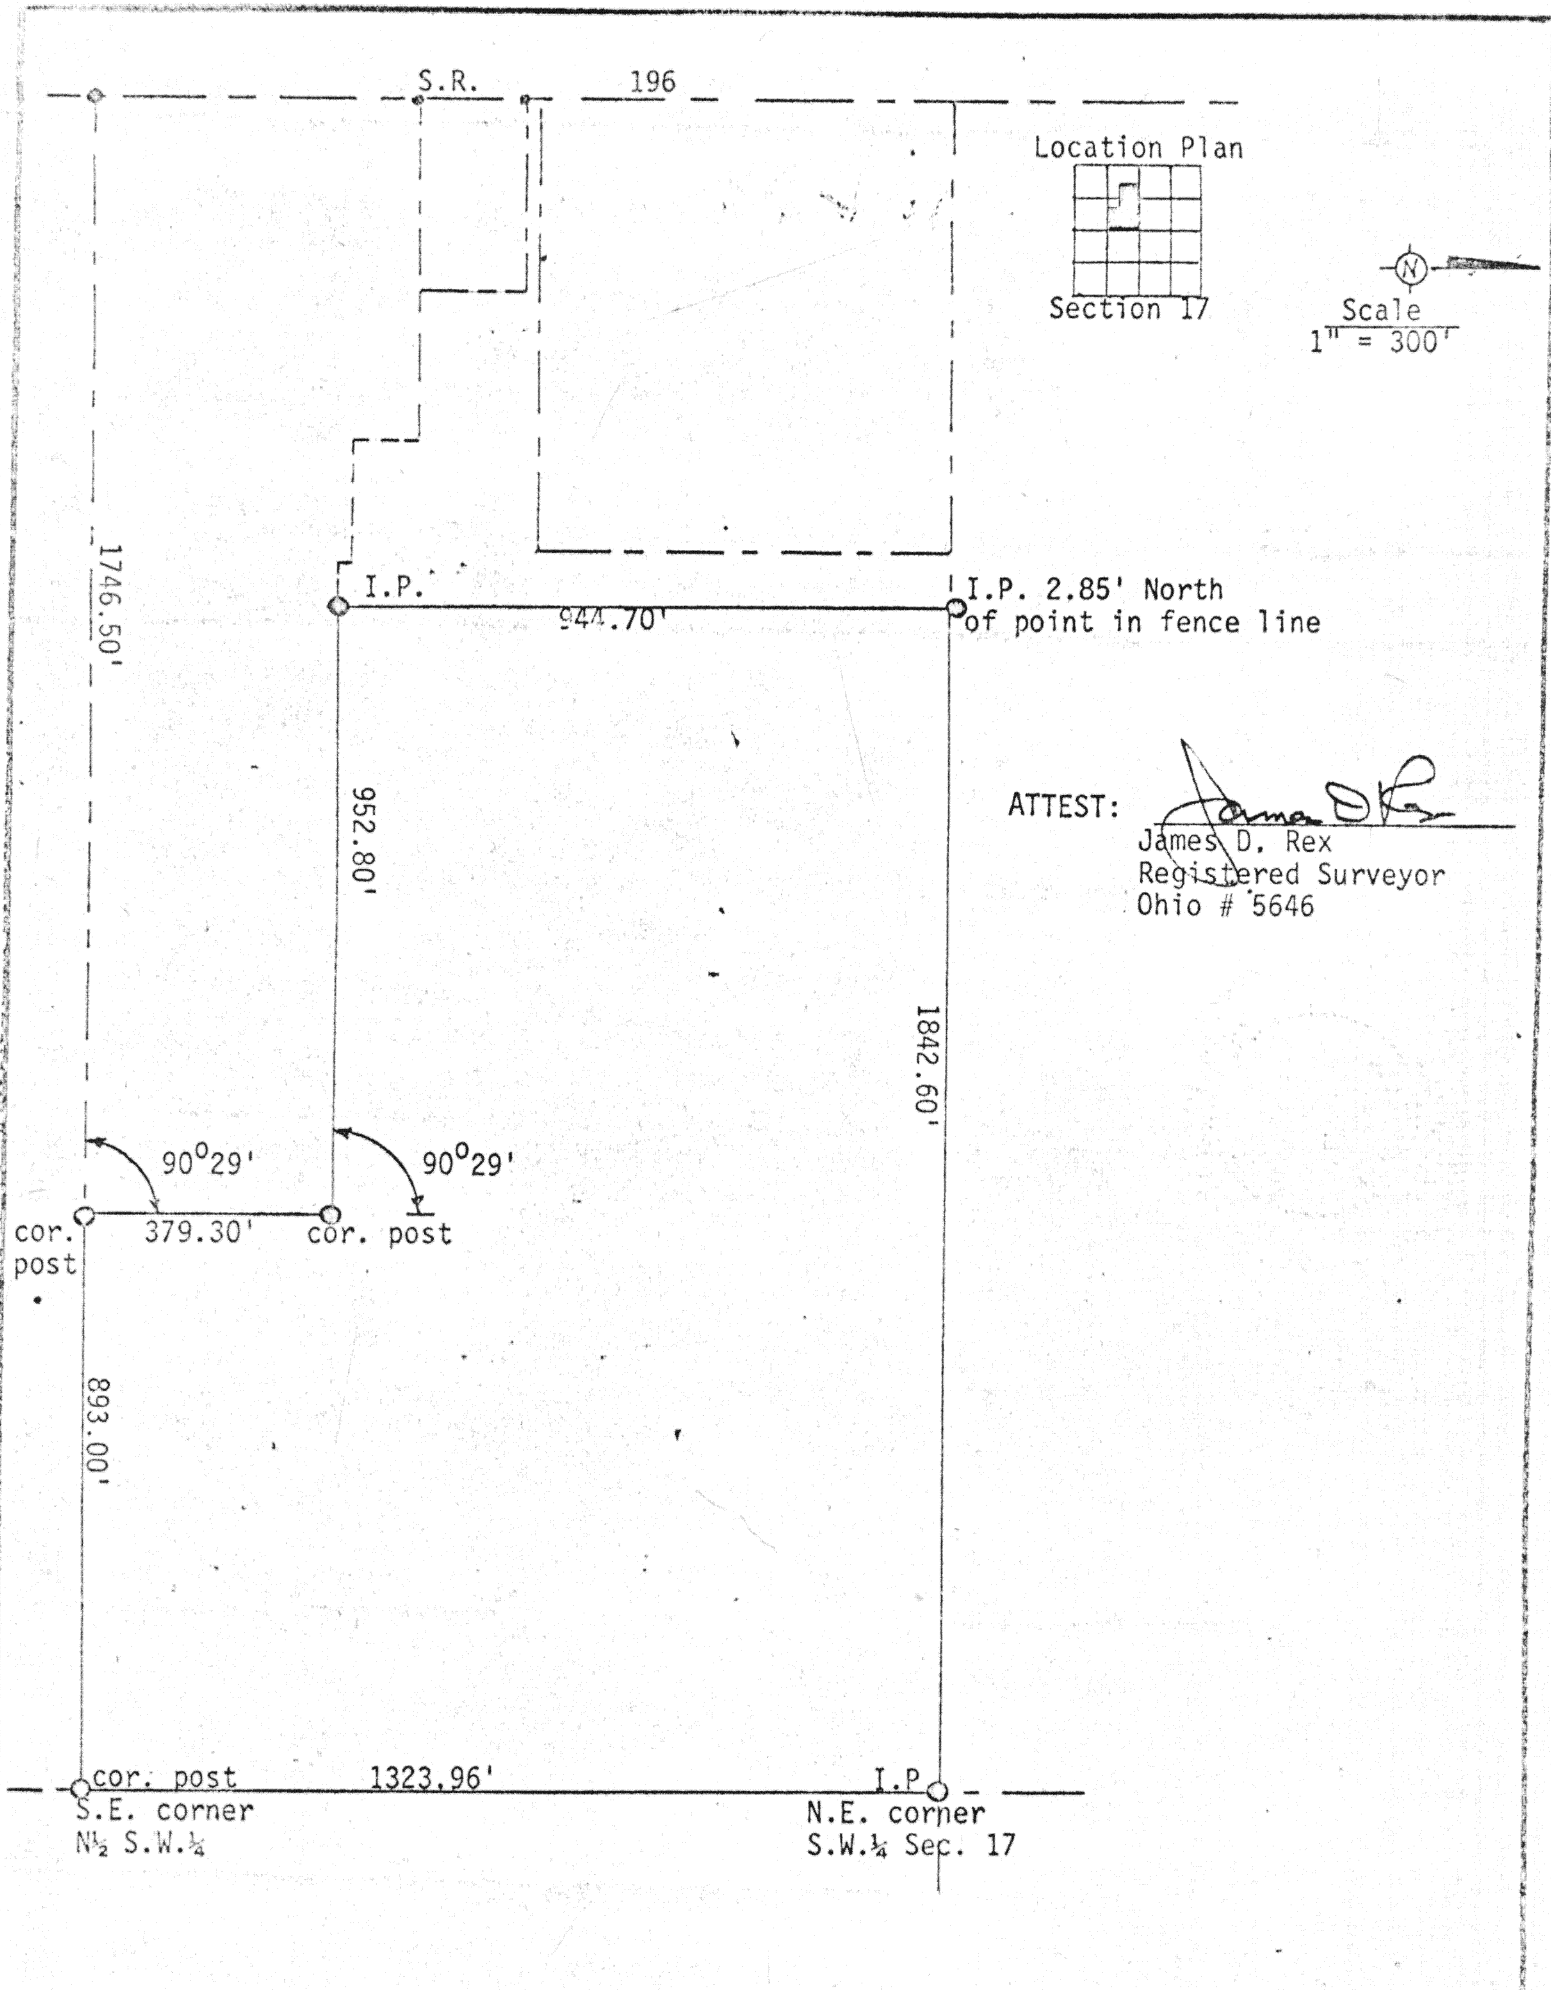 S.R. 196
Location Plan
Section 17
N
Scale
1" = 300'
1746.50'
I.P.
944.70'
I.P. 2.85' North
of point in fence line
952.80'
ATTEST: James D Rex
James D. Rex
Registered Surveyor
Ohio # 5646
1842.60'
90°29'
90°29'
cor.
post
379.30'
cor. post
893.00'
cor. post
1323.96'
I.P.
S.E. corner
N½ S.W.¼
N.E. corner
S.W.¼ Sec. 17